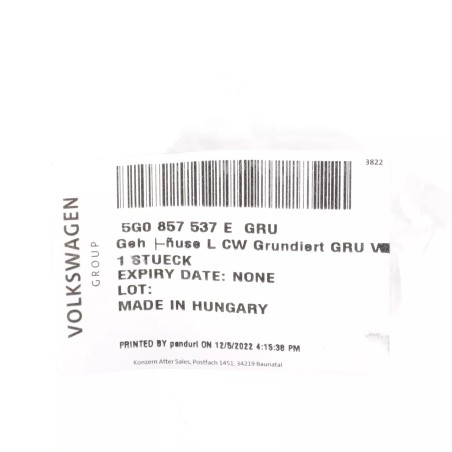 3822
VOLKSWAGEN
GROUP
5G0 857 537 E GRU
Geh ├ñuse L CW Grundiert GRU
1 STUECK
EXPIRY DATE: NONE
LOT:
MADE IN HUNGARY
PRINTED BY panduri ON 12/5/2022 4:15:38 PM
Konzern After Sales, Postfach 1451, 34219 Baunatal